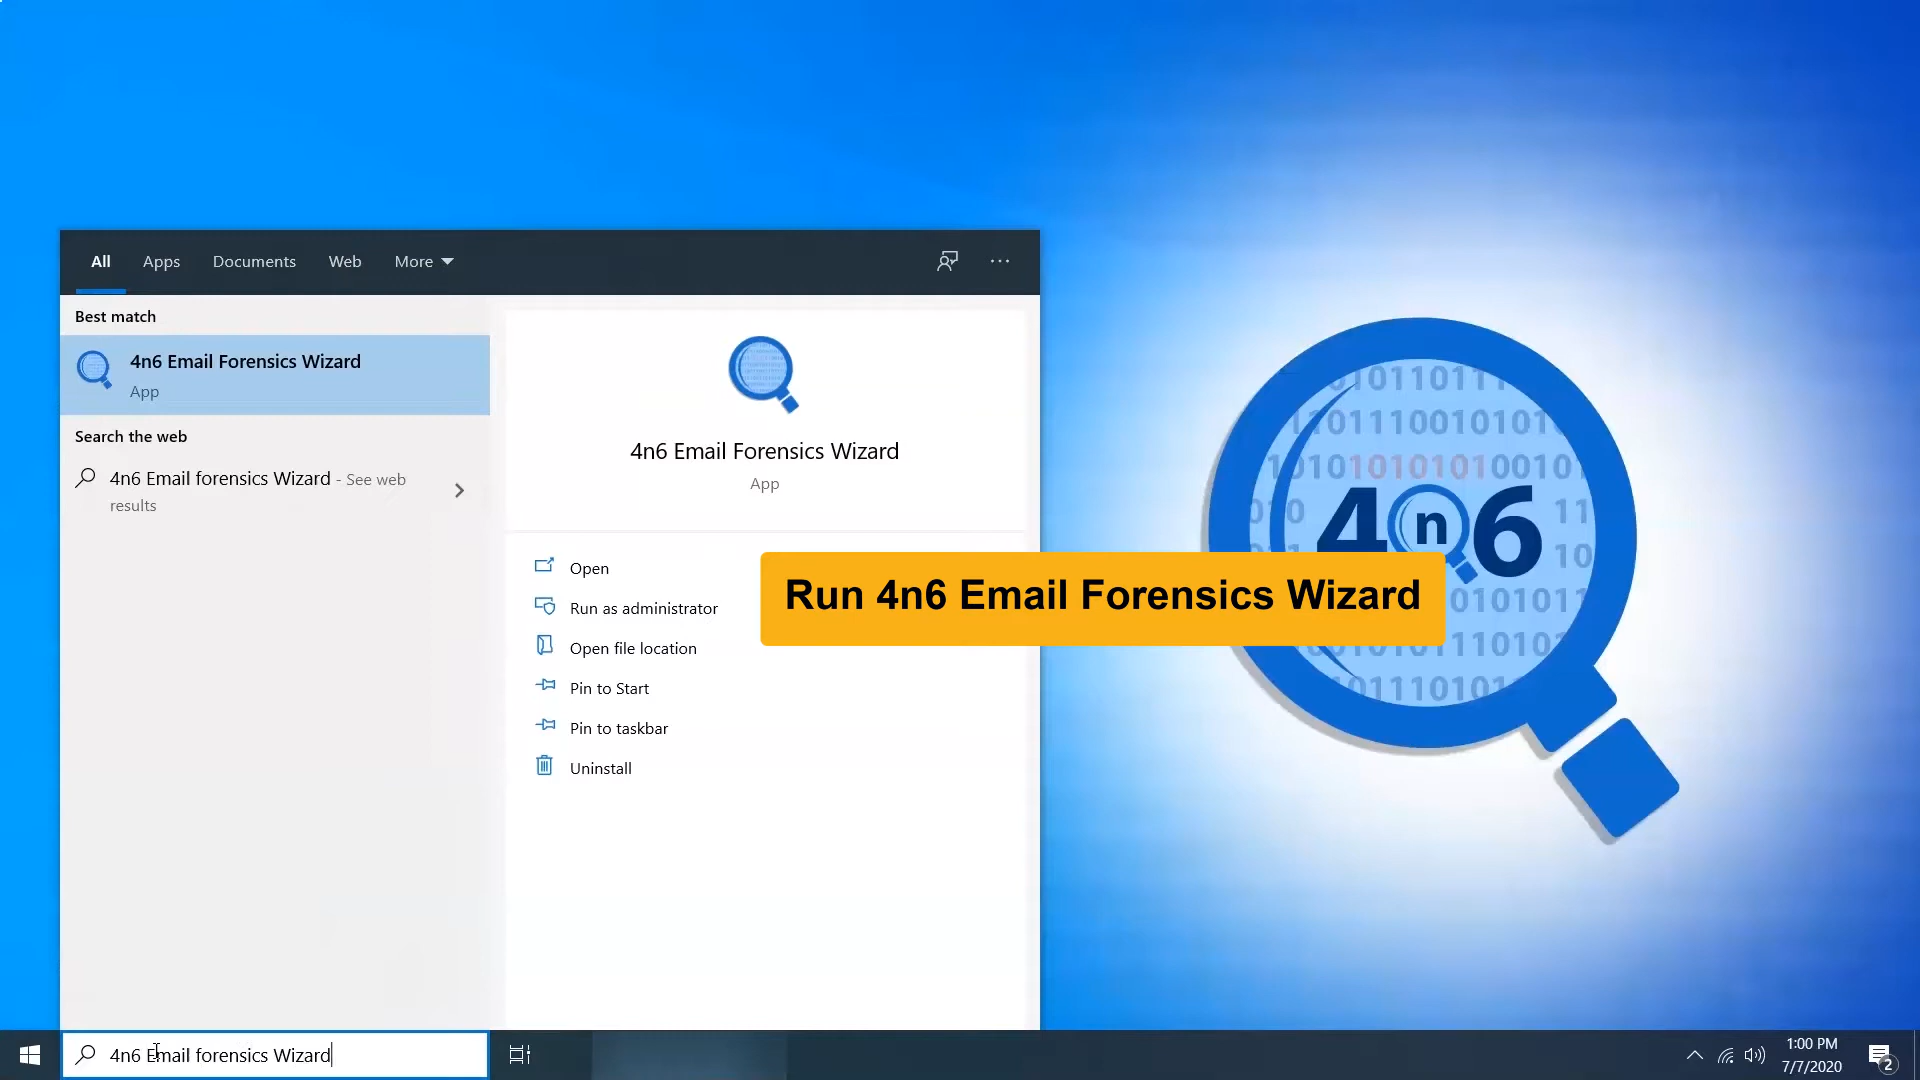 All Apps Documents Web More
Best match
4n6 Email Forensics Wizard
App
Search the web
4n6 Email forensics Wizard - See web
results
4n6 Email Forensics Wizard
App
Open
Run as administrator
Open file location
Pin to Start
Pin to taskbar
Uninstall
Run 4n6 Email Forensics Wizard
4n6
4n6 Email forensics Wizard
1:00 PM
7/7/2020
2